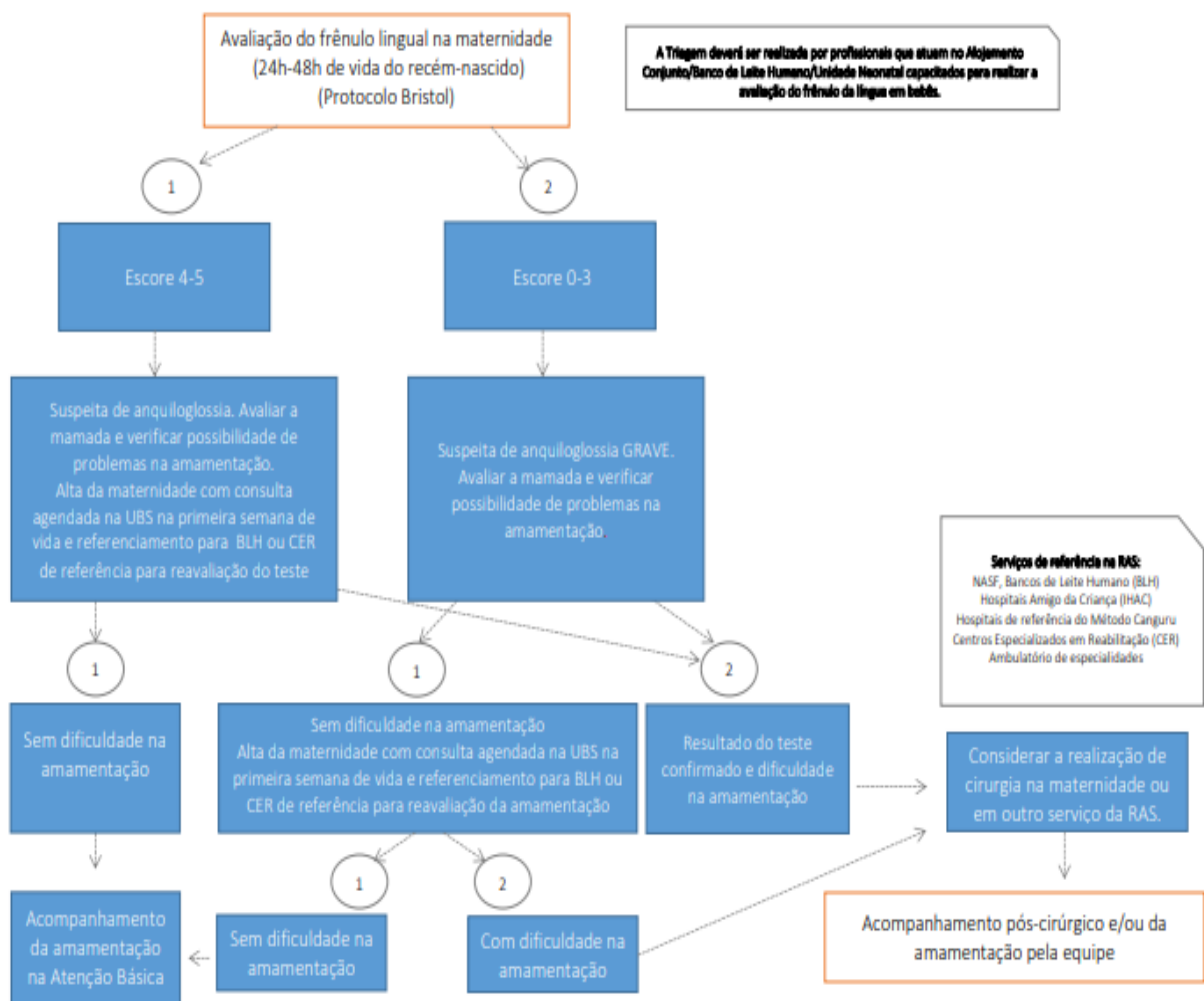 Avaliação do frênulo lingual na maternidade
(24h-48h de vida do recém-nascido)
(Protocolo Bristol)
A Triagem deverá ser realizada por profissionais que atuam no Alojamento
Conjunto/Banco de Leite Humano/Unidade Neonatal capacitados para realizar a
avaliação do frênulo da língua em bebês.
1
2
Escore 4-5
Escore 0-3
Suspeita de anquiloglossia. Avaliar a
mamada e verificar possibilidade de
problemas na amamentação.
Alta da maternidade com consulta
agendada na UBS na primeira semana de
vida e referenciamento para BLH ou CER
de referência para reavaliação do teste
Suspeita de anquiloglossia GRAVE.
Avaliar a mamada e verificar
possibilidade de problemas na
amamentação.
Serviços de referência na RAS:
NASF, Bancos de Leite Humano (BLH)
Hospitais Amigo da Criança (IHAC)
Hospitais de referência do Método Canguru
Centros Especializados em Reabilitação (CER)
Ambulatório de especialidades
1
1
2
Sem dificuldade na
amamentação
Sem dificuldade na amamentação
Alta da maternidade com consulta agendada na UBS na
primeira semana de vida e referenciamento para BLH ou
CER de referência para reavaliação da amamentação
Resultado do teste
confirmado e dificuldade
na amamentação
Considerar a realização de
cirurgia na maternidade ou
em outro serviço da RAS.
1
2
Acompanhamento
da amamentação
na Atenção Básica
Sem dificuldade na
amamentação
Com dificuldade na
amamentação
Acompanhamento pós-cirúrgico e/ou da
amamentação pela equipe